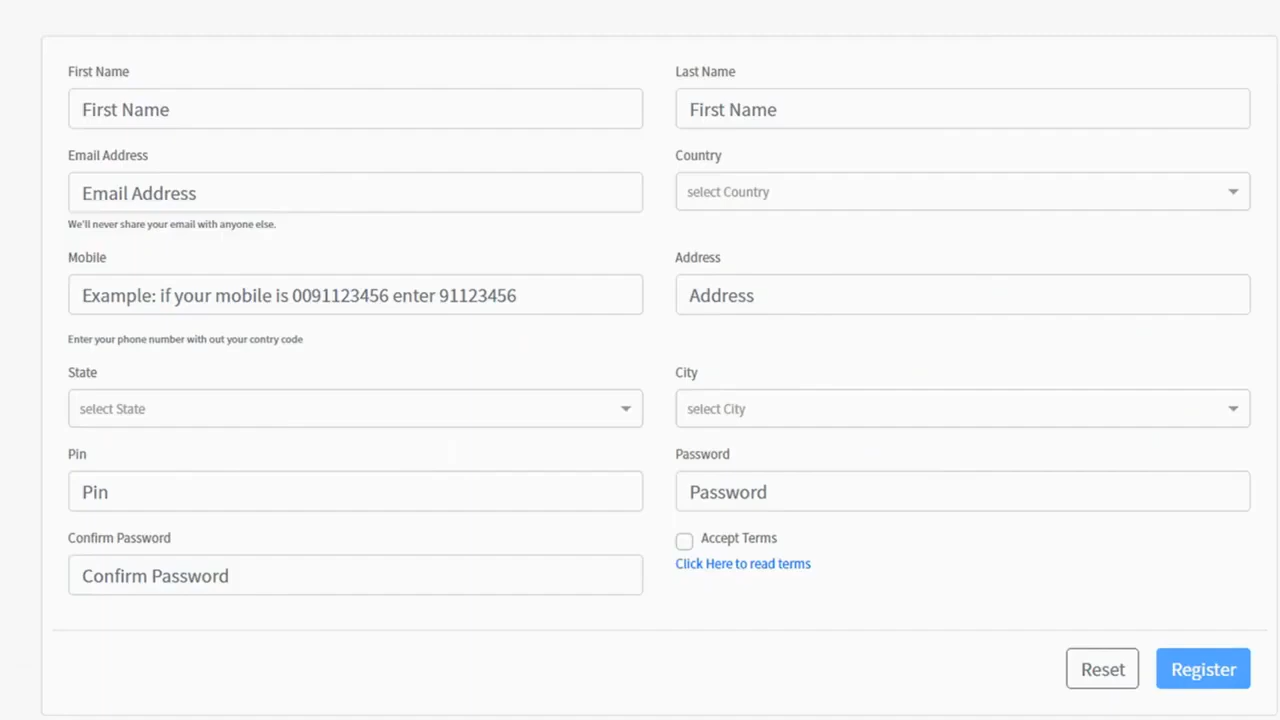 First Name
Last Name
First Name
First Name
Email Address
Country
Email Address
select Country
We'll never share your email with anyone else.
Mobile
Address
Example: if your mobile is 0091123456 enter 91123456
Address
Enter your phone number with out your contry code
State
City
select State
select City
Pin
Password
Pin
Password
Confirm Password
Accept Terms
Click Here to read terms
Confirm Password
Reset
Register